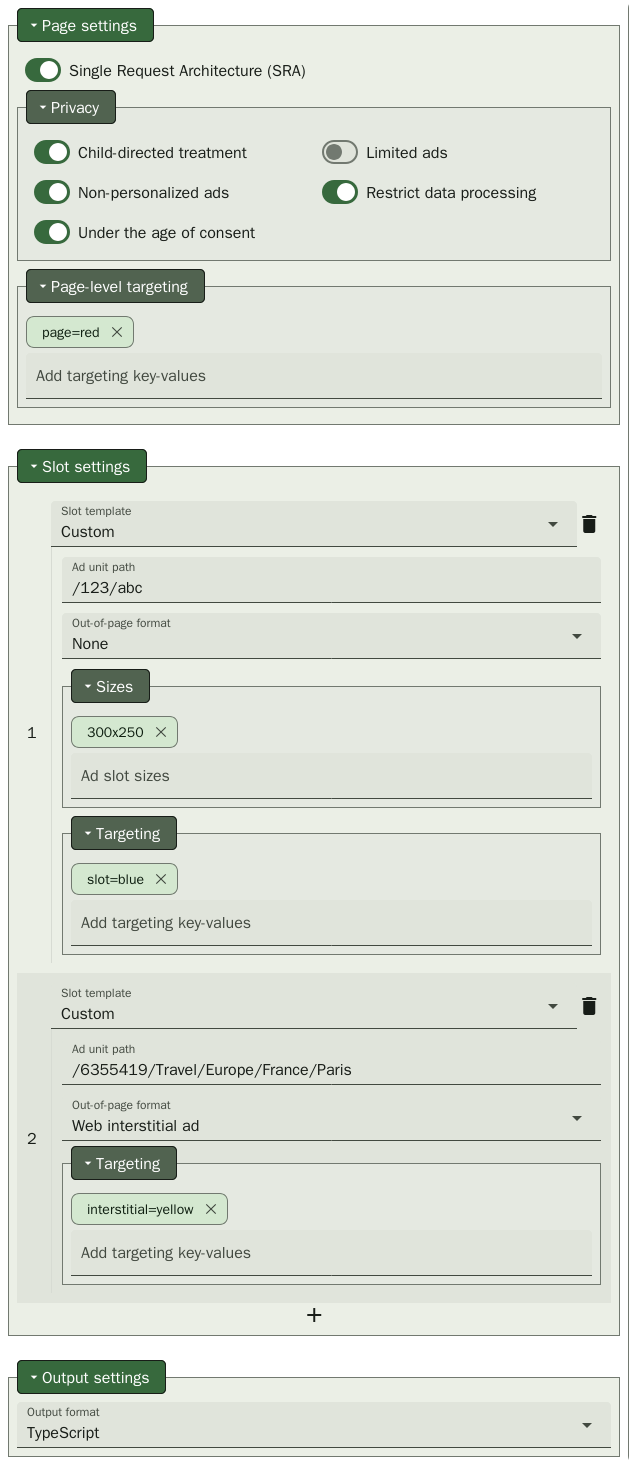 Page settings
Single Request Architecture (SRA)
Privacy
Child-directed treatment
Limited ads
Non-personalized ads
Restrict data processing
Under the age of consent
Page-level targeting
page=red
Add targeting key-values
Slot settings
1
Slot template
Custom
Ad unit path
/123/abc
Out-of-page format
None
Sizes
300x250
Ad slot sizes
Targeting
slot=blue
Add targeting key-values
2
Slot template
Custom
Ad unit path
/6355419/Travel/Europe/France/Paris
Out-of-page format
Web interstitial ad
Targeting
interstitial=yellow
Add targeting key-values
+
Output settings
Output format
TypeScript